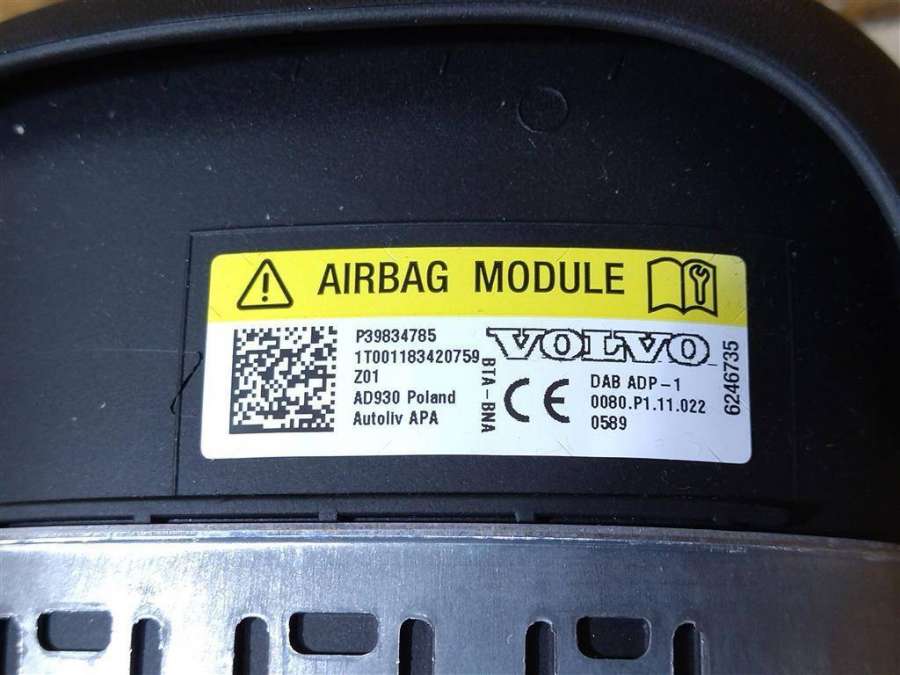 AIRBAG MODULE
P39834785
1T001183420759
Z01
AD930 Poland
Autoliv APA
BTA-BNA
VOLVO
CE
DAB ADP-1
0080.P1.11.022
0589
6246735